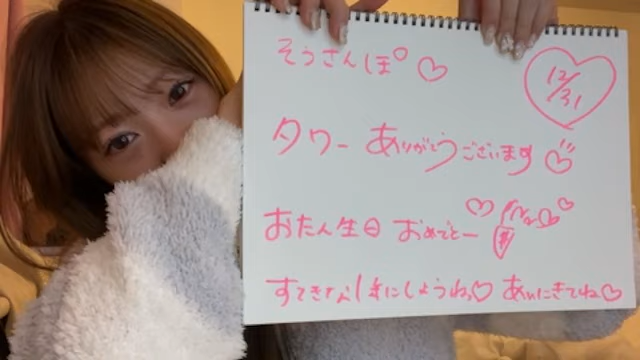 そうさんぽ♡
12/31
タワーありがとうございます♡
おたん生日 おめでとー♡
すてきな1年にしようねっ♡ あいにきてね♡